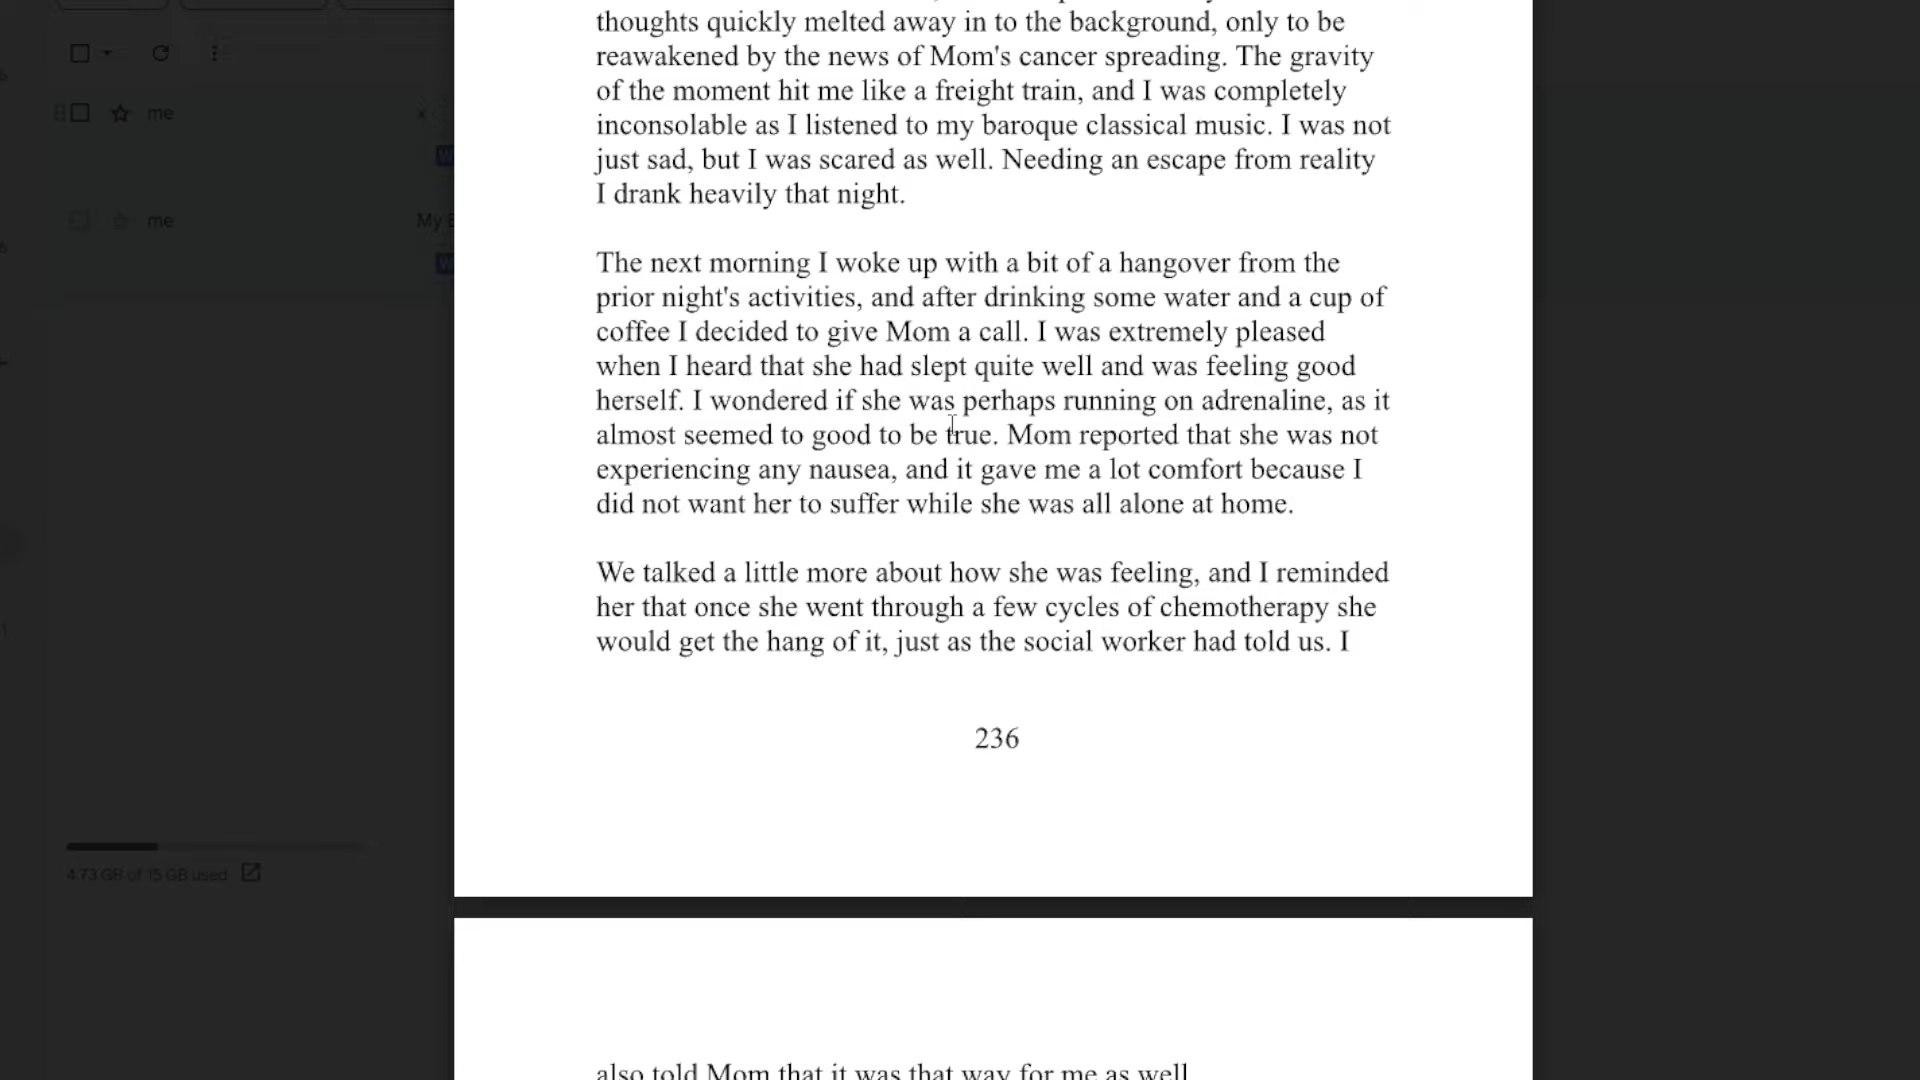 thoughts quickly melted away in to the background, only to be
reawakened by the news of Mom's cancer spreading. The gravity
of the moment hit me like a freight train, and I was completely
inconsolable as I listened to my baroque classical music. I was not
just sad, but I was scared as well. Needing an escape from reality
I drank heavily that night.
The next morning I woke up with a bit of a hangover from the
prior night's activities, and after drinking some water and a cup of
coffee I decided to give Mom a call. I was extremely pleased
when I heard that she had slept quite well and was feeling good
herself. I wondered if she was perhaps running on adrenaline, as it
almost seemed to good to be true. Mom reported that she was not
experiencing any nausea, and it gave me a lot comfort because I
did not want her to suffer while she was all alone at home.
We talked a little more about how she was feeling, and I reminded
her that once she went through a few cycles of chemotherapy she
would get the hang of it, just as the social worker had told us. I
236
also told Mom that it was that way for me as well
me
me
My
4.73 GB of 15 GB used